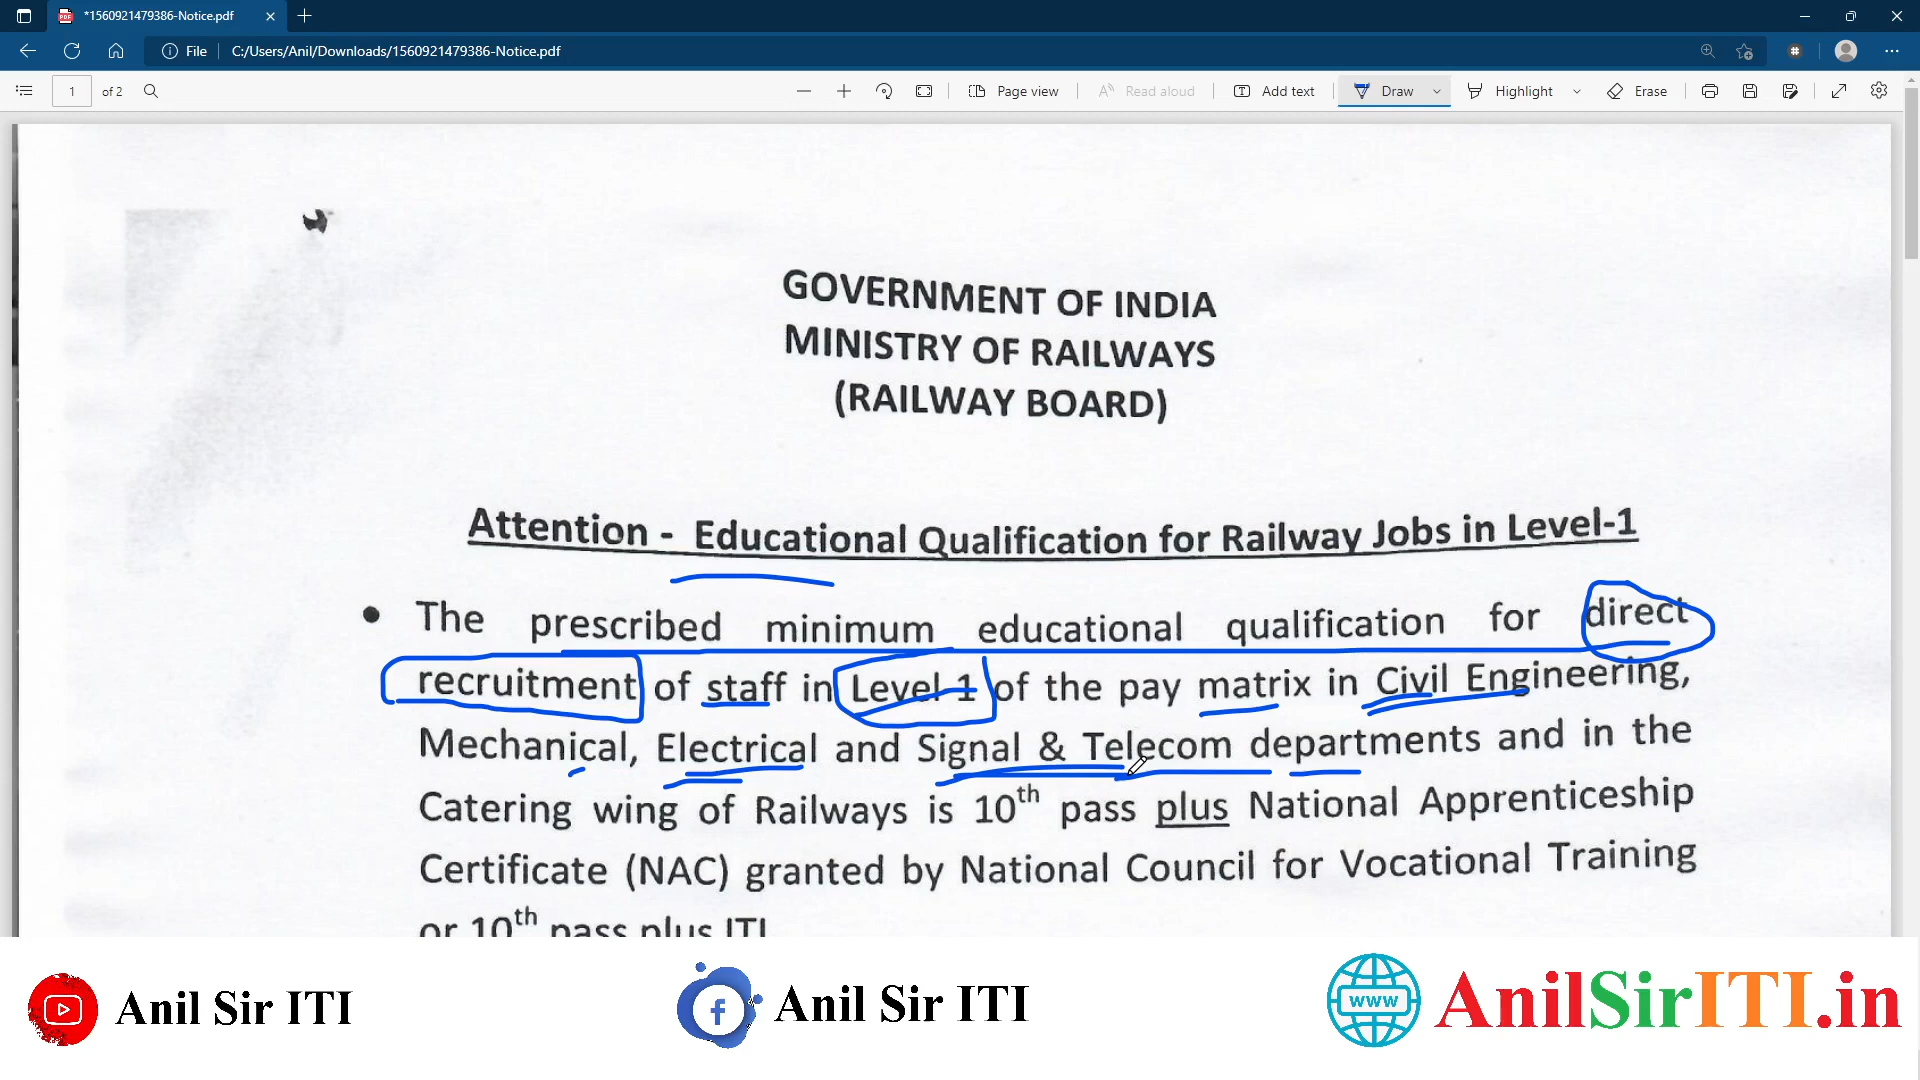 *1560921479386-Notice.pdf
File
C:/Users/Anil/Downloads/1560921479386-Notice.pdf
1 of 2
Page view
Read aloud
Add text
Draw
Highlight
Erase
GOVERNMENT OF INDIA
MINISTRY OF RAILWAYS
(RAILWAY BOARD)
Attention - Educational Qualification for Railway Jobs in Level-1
• The prescribed minimum educational qualification for direct
recruitment of staff in Level 1 of the pay matrix in Civil Engineering,
Mechanical, Electrical and Signal & Telecom departments and in the
Catering wing of Railways is 10th pass plus National Apprenticeship
Certificate (NAC) granted by National Council for Vocational Training
or 10th pass plus ITI
Anil Sir ITI
Anil Sir ITI
www
AnilSirITI.in